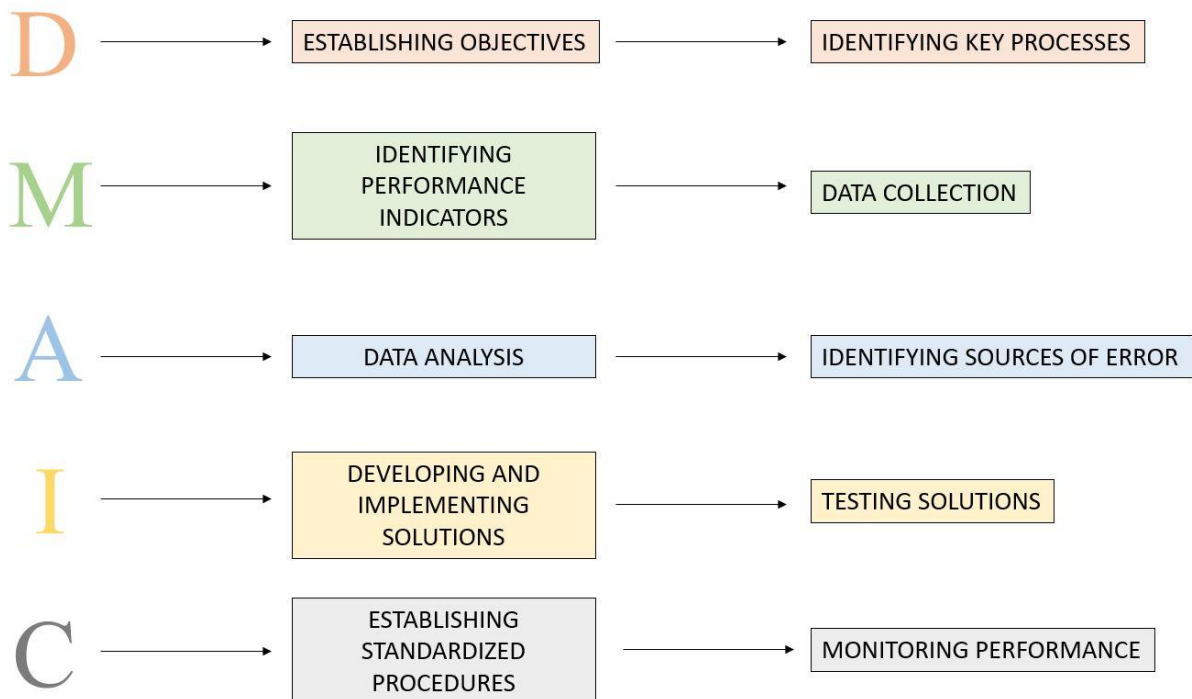 D
ESTABLISHING OBJECTIVES
IDENTIFYING KEY PROCESSES
M
IDENTIFYING
PERFORMANCE
INDICATORS
DATA COLLECTION
A
DATA ANALYSIS
IDENTIFYING SOURCES OF ERROR
I
DEVELOPING AND
IMPLEMENTING
SOLUTIONS
TESTING SOLUTIONS
C
ESTABLISHING
STANDARDIZED
PROCEDURES
MONITORING PERFORMANCE